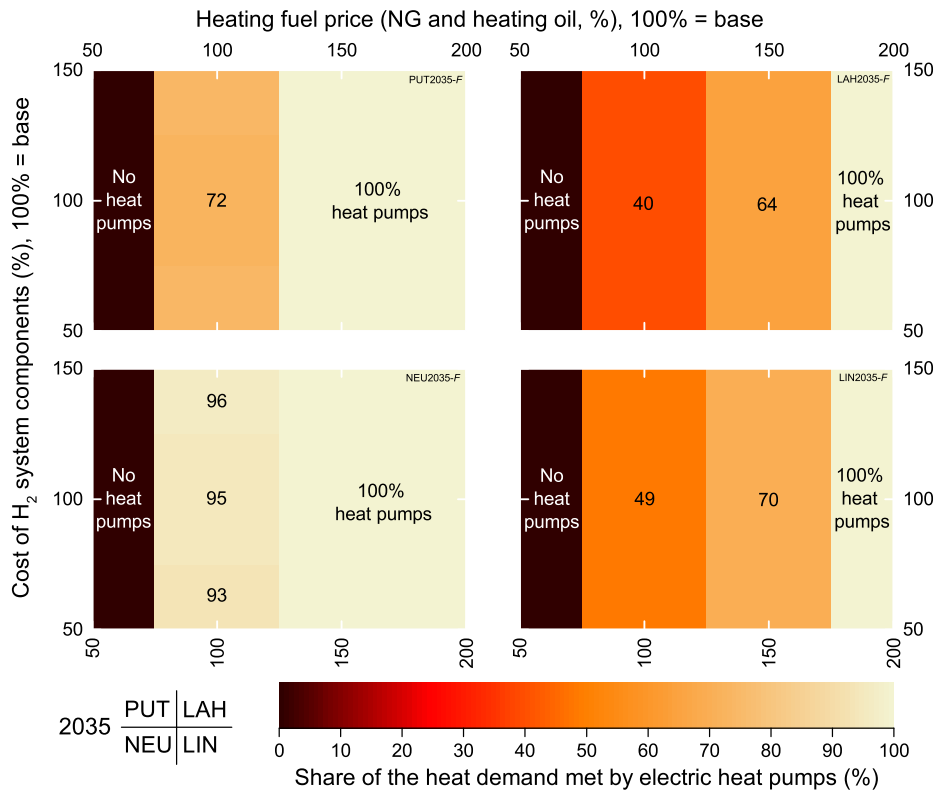 Heating fuel price (NG and heating oil, %), 100% = base
50 100 150 200 50 100 150 200
Cost of H2 system components (%), 100% = base
150 150
PUT2035-F LAH2035-F
No
heat
pumps
72
100%
heat pumps
No
heat
pumps
40
64
100%
heat
pumps
100 100
50 50
150 150
NEU2035-F LIN2035-F
No
heat
pumps
96
95
93
100%
heat pumps
No
heat
pumps
49
70
100%
heat
pumps
100 100
50 50
50 100 150 200 50 100 150 200
2035
PUT LAH
NEU LIN
0 10 20 30 40 50 60 70 80 90 100
Share of the heat demand met by electric heat pumps (%)